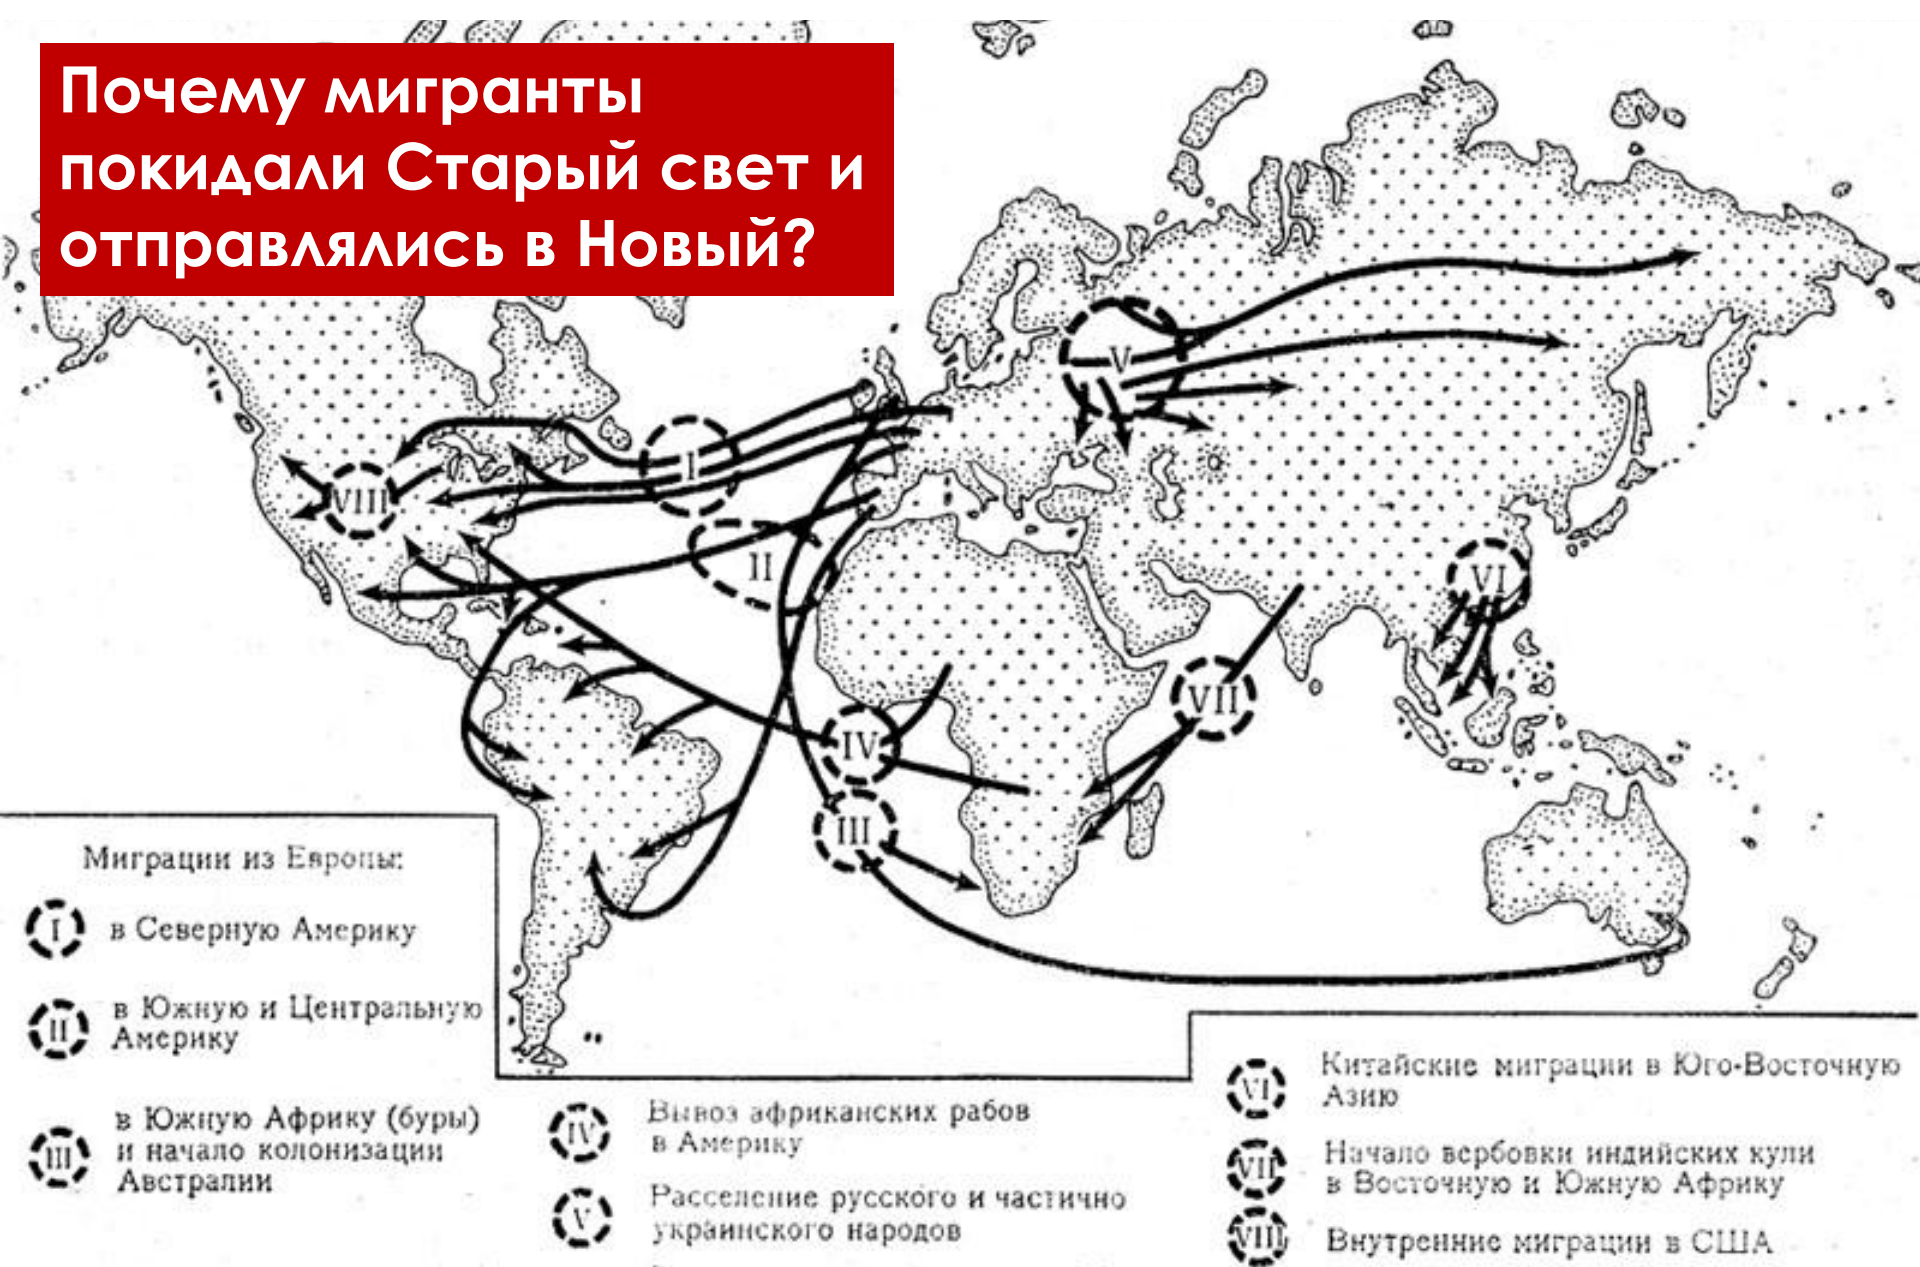 Почему мигранты
покидали Старый свет и
отправлялись в Новый?
V
I
VIII
II
VI
VII
IV
III
Миграции из Европы:
I в Северную Америку
II в Южную и Центральную
Америку
III в Южную Африку (буры)
и начало колонизации
Австралии
IV Вывоз африканских рабов
в Америку
V Расселение русского и частично
украинского народов
VI Китайские миграции в Юго-Восточную
Азию
VII Начало вербовки индийских кули
в Восточную и Южную Африку
VIII Внутренние миграции в США